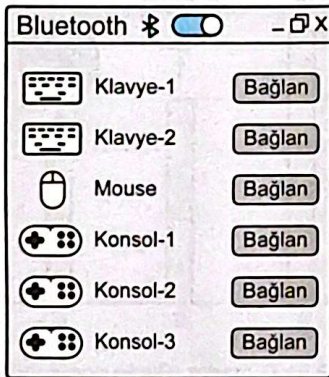 Bluetooth
Klavye-1 Bağlan
Klavye-2 Bağlan
Mouse Bağlan
Konsol-1 Bağlan
Konsol-2 Bağlan
Konsol-3 Bağlan